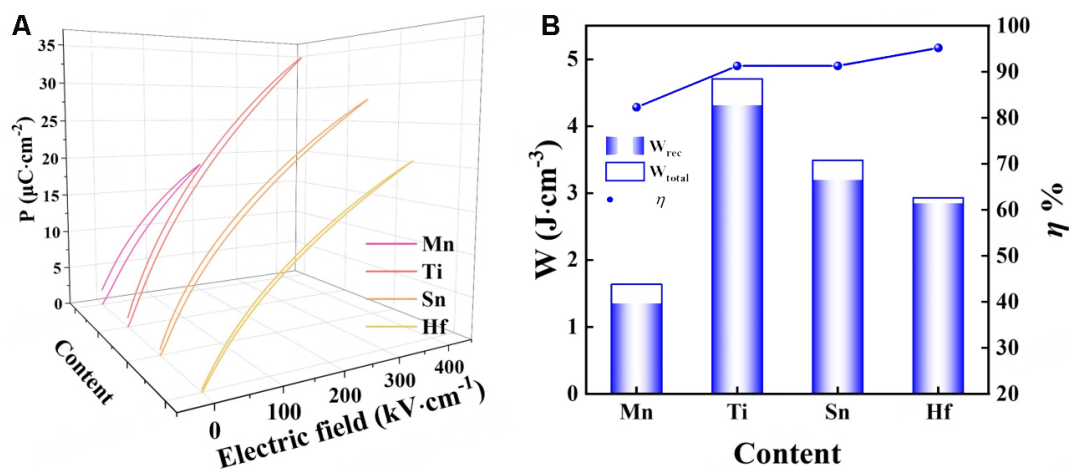 A
35
30
25
20
15
10
5
0
P (μC·cm-2)
Mn
Ti
Sn
Hf
Content
0
100
200
300
400
Electric field (kV·cm-1)
B
5
4
3
2
1
0
W (J·cm-3)
Wrec
Wtotal
η
100
90
80
70
60
50
40
30
20
η %
Mn Ti Sn Hf
Content